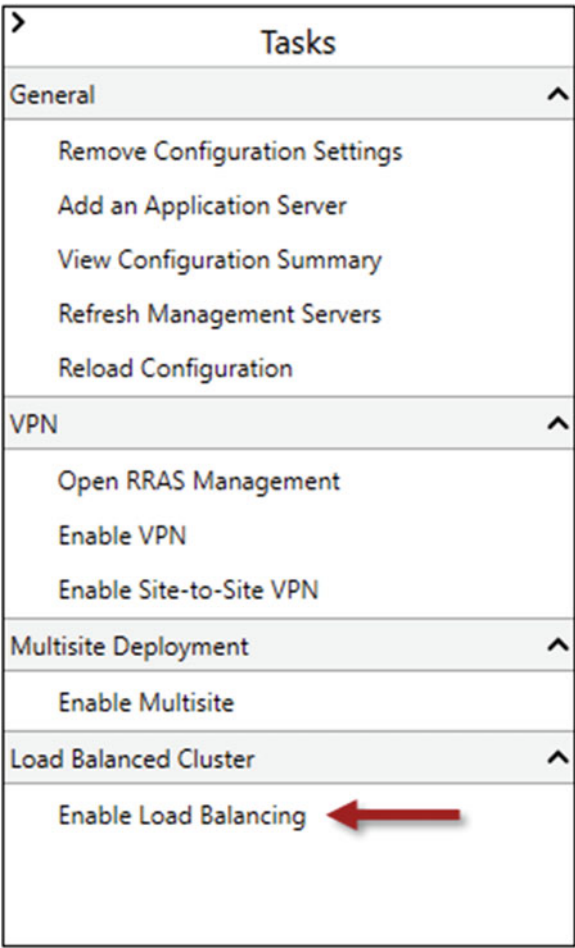 Tasks
General
Remove Configuration Settings
Add an Application Server
View Configuration Summary
Refresh Management Servers
Reload Configuration
VPN
Open RRAS Management
Enable VPN
Enable Site-to-Site VPN
Multisite Deployment
Enable Multisite
Load Balanced Cluster
Enable Load Balancing